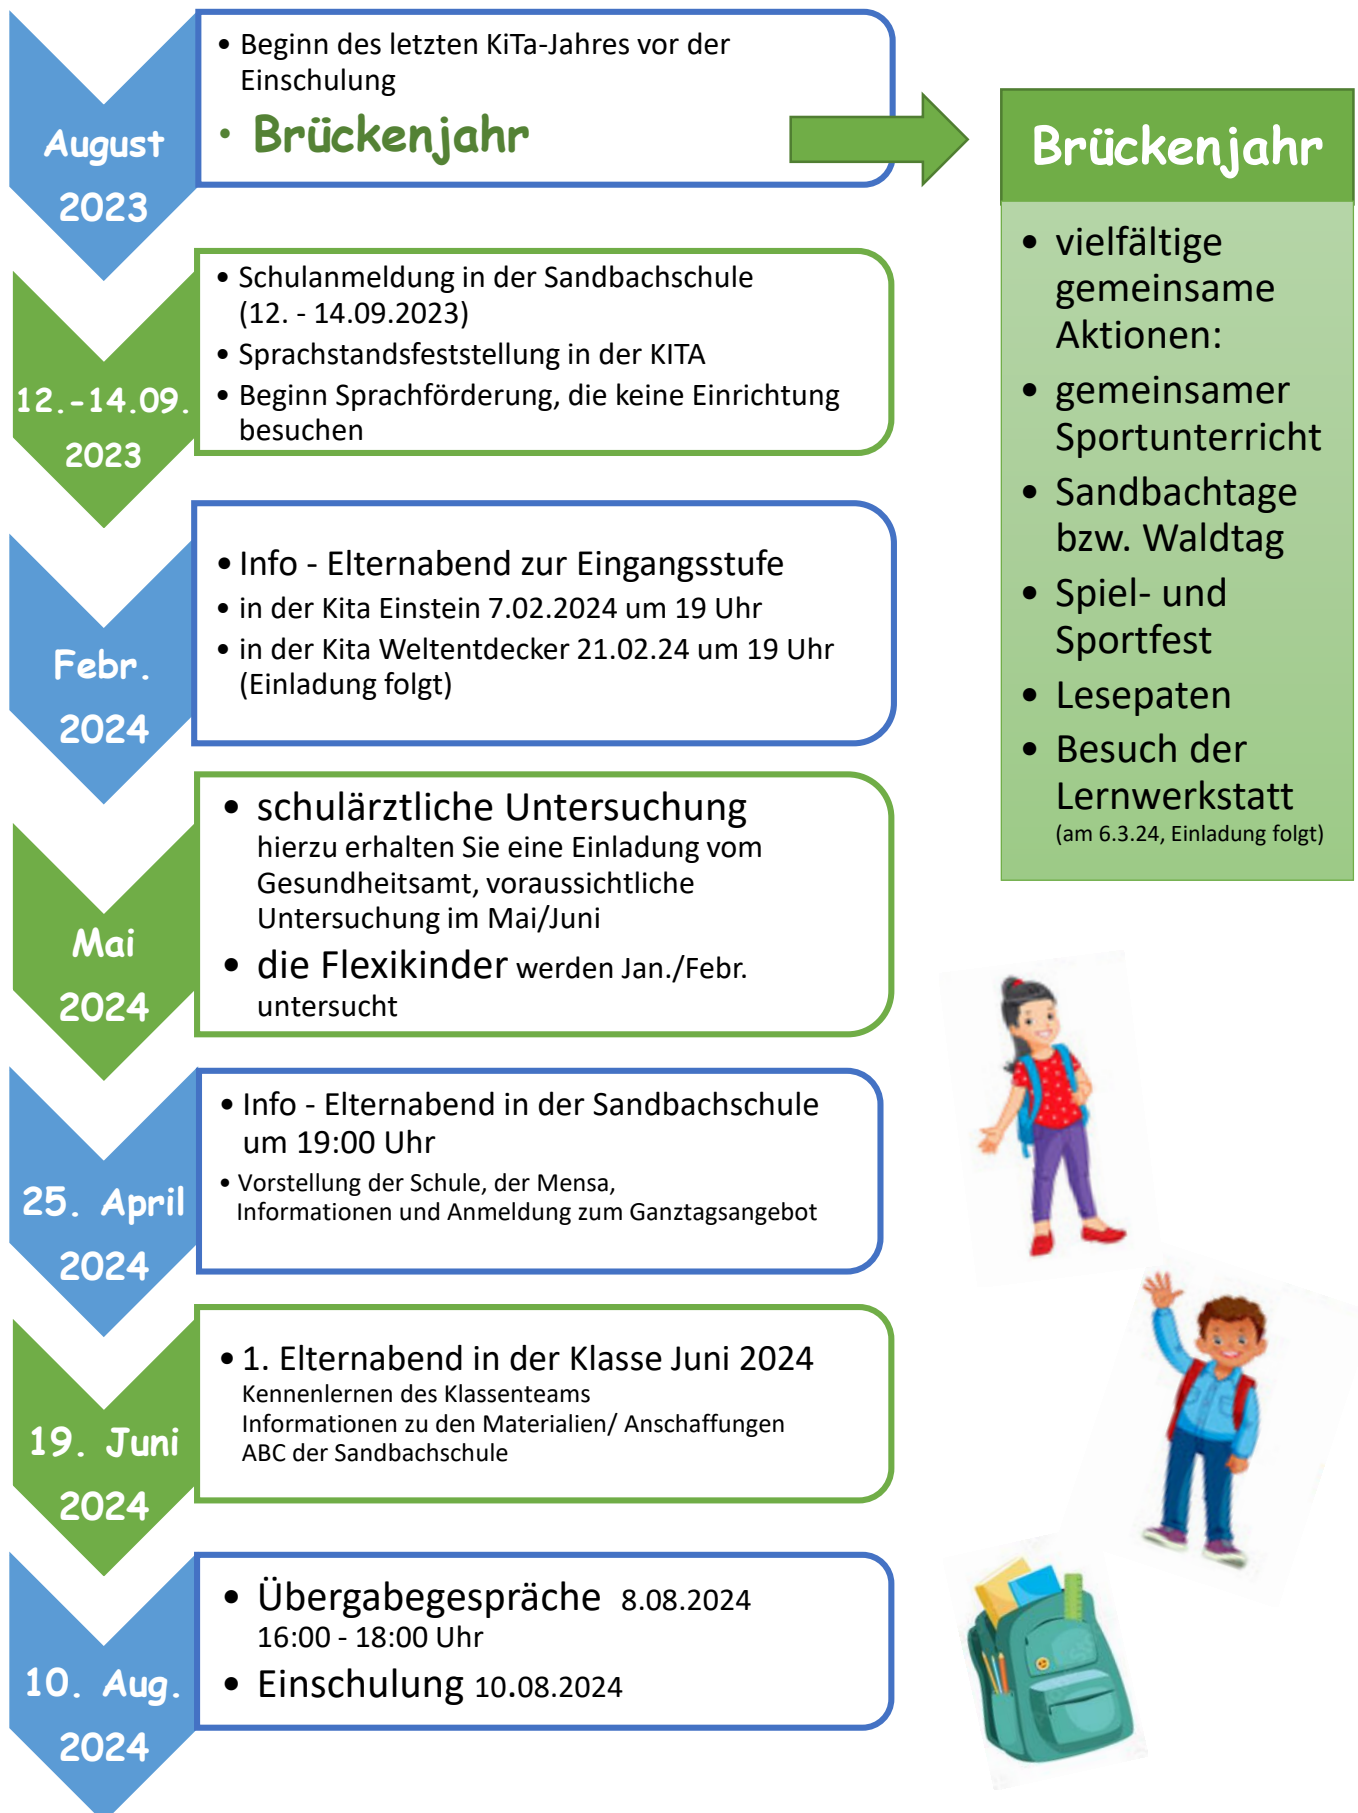 August
2023
• Beginn des letzten KiTa-Jahres vor der
Einschulung
• Brückenjahr
12.-14.09.
2023
• Schulanmeldung in der Sandbachschule
(12. - 14.09.2023)
• Sprachstandsfeststellung in der KITA
• Beginn Sprachförderung, die keine Einrichtung
besuchen
Febr.
2024
• Info - Elternabend zur Eingangsstufe
• in der Kita Einstein 7.02.2024 um 19 Uhr
• in der Kita Weltentdecker 21.02.24 um 19 Uhr
(Einladung folgt)
Mai
2024
• schulärztliche Untersuchung
hierzu erhalten Sie eine Einladung vom
Gesundheitsamt, voraussichtliche
Untersuchung im Mai/Juni
• die Flexikinder werden Jan./Febr.
untersucht
25. April
2024
• Info - Elternabend in der Sandbachschule
um 19:00 Uhr
• Vorstellung der Schule, der Mensa,
Informationen und Anmeldung zum Ganztagsangebot
19. Juni
2024
• 1. Elternabend in der Klasse Juni 2024
Kennenlernen des Klassenteams
Informationen zu den Materialien/ Anschaffungen
ABC der Sandbachschule
10. Aug.
2024
• Übergabegespräche 8.08.2024
16:00 - 18:00 Uhr
• Einschulung 10.08.2024
Brückenjahr
• vielfältige
gemeinsame
Aktionen:
• gemeinsamer
Sportunterricht
• Sandbachtage
bzw. Waldtag
• Spiel- und
Sportfest
• Lesepaten
• Besuch der
Lernwerkstatt
(am 6.3.24, Einladung folgt)